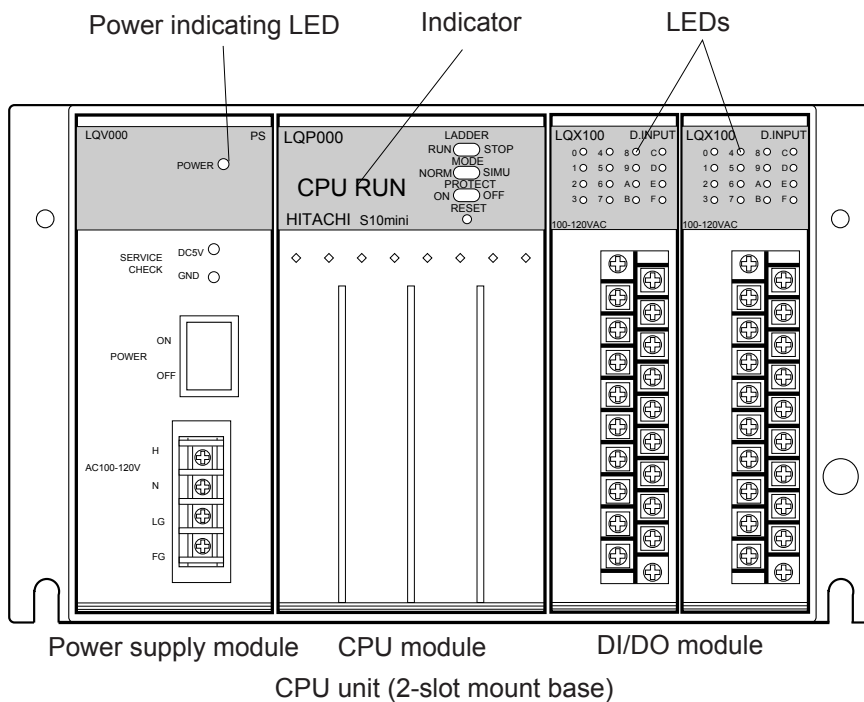 Power indicating LED Indicator LEDs
LQV000 PS
POWER
SERVICE CHECK
DC5V
GND
ON
POWER
OFF
H
AC100-120V
N
LG
FG
LQP000 LADDER
RUN STOP
MODE
NORM SIMU
CPU RUN
PROTECT
ON OFF
RESET
HITACHI S10mini
LQX100 D.INPUT
0 4 8 C
1 5 9 D
2 6 A E
3 7 B F
100-120VAC
LQX100 D.INPUT
0 4 8 C
1 5 9 D
2 6 A E
3 7 B F
100-120VAC
Power supply module CPU module DI/DO module
CPU unit (2-slot mount base)